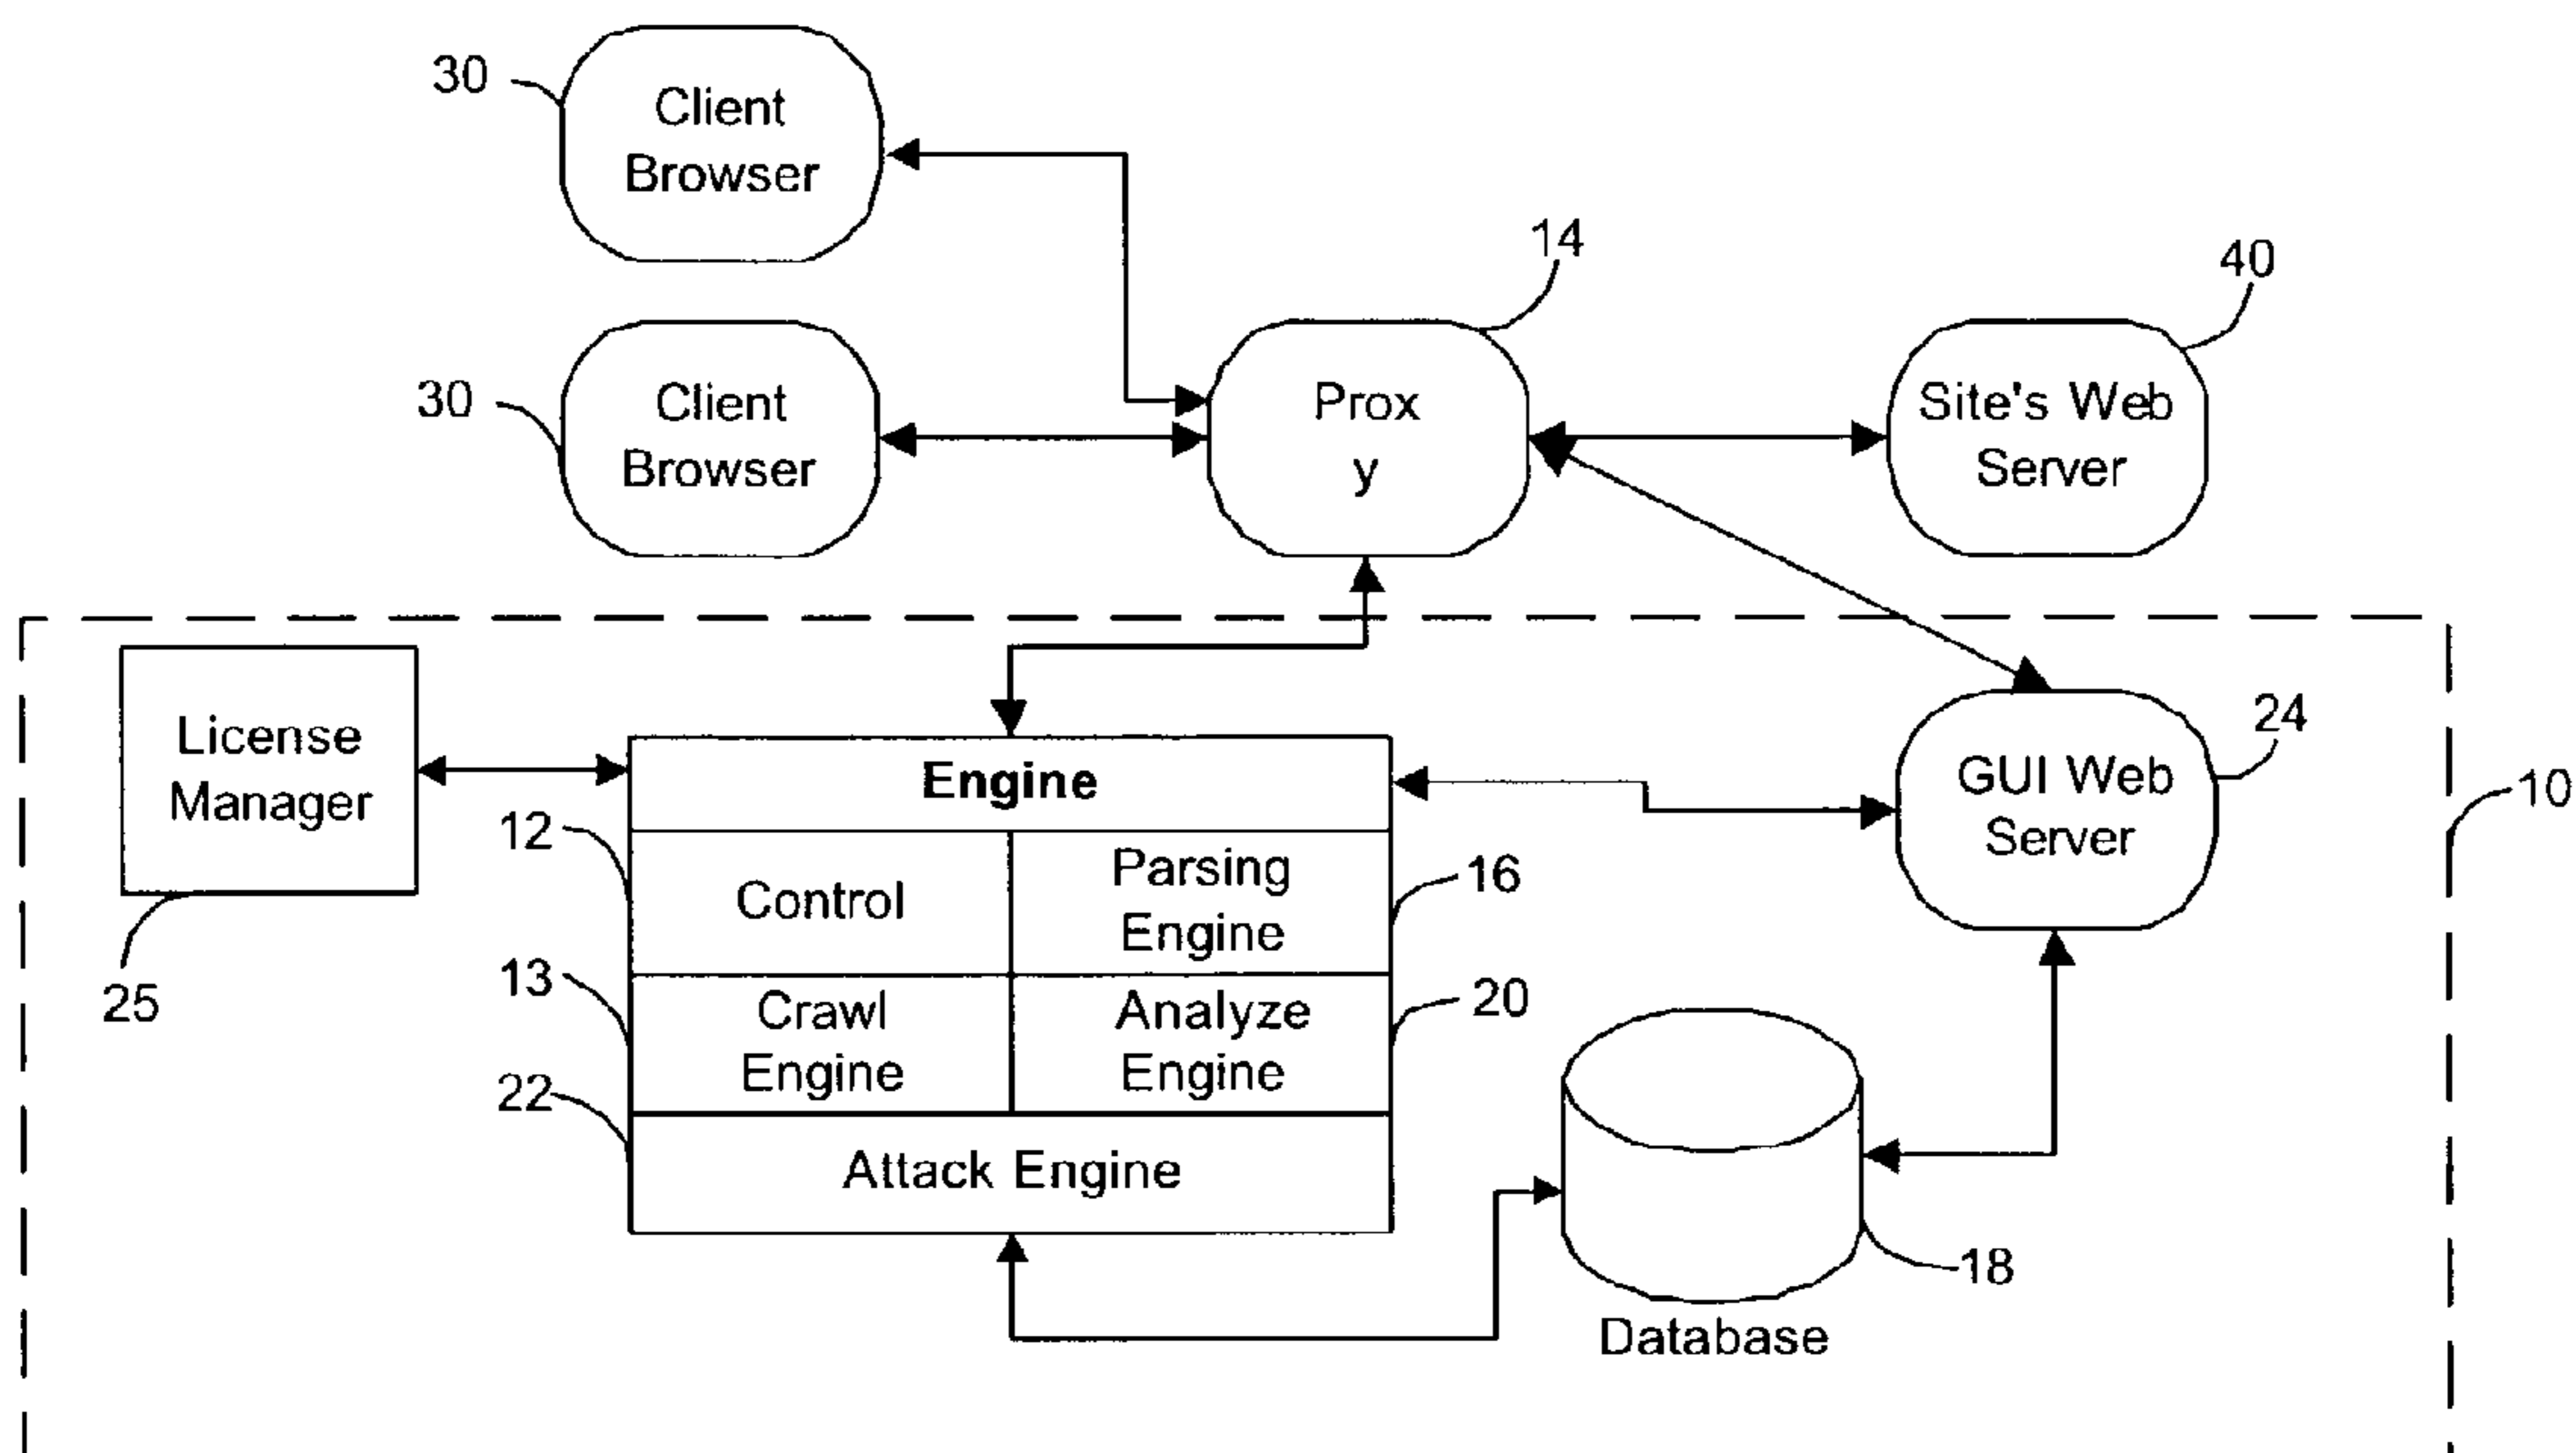 30
Client
Browser
14
40
30
Client
Browser
Prox
y
Site's Web
Server
License
Manager
25
Engine
12
Control
Parsing
Engine
16
13
Crawl
Engine
Analyze
Engine
20
22
Attack Engine
GUI Web
Server
24
10
18
Database